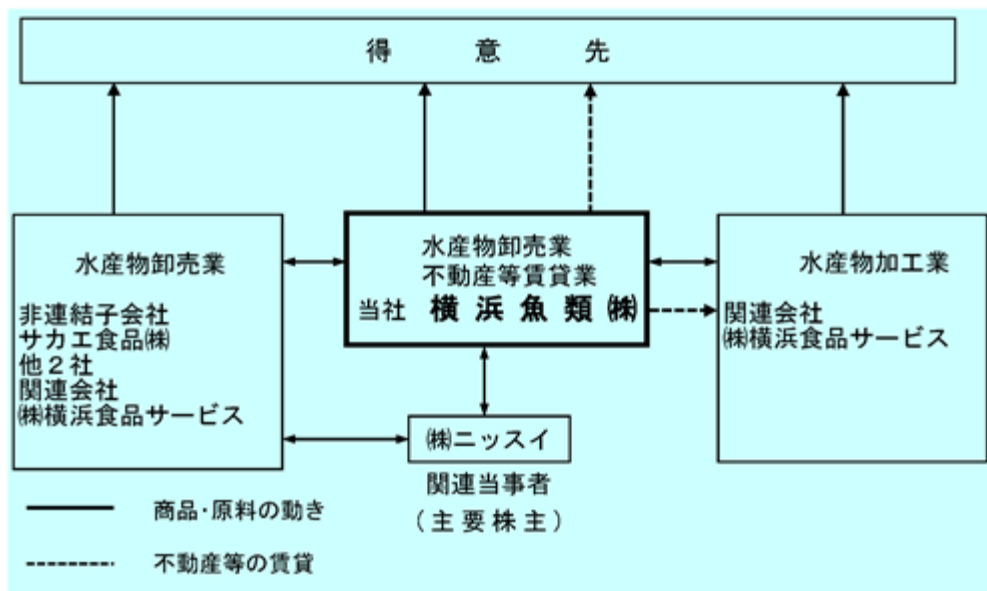 得意先
水産物卸売業
非連結子会社
サカエ食品㈱
他2社
関連会社
㈱横浜食品サービス
水産物卸売業
不動産等賃貸業
当社 横浜魚類㈱
水産物加工業
関連会社
㈱横浜食品サービス
㈱ニッスイ
関連当事者
(主要株主)
商品・原料の動き
不動産等の賃貸